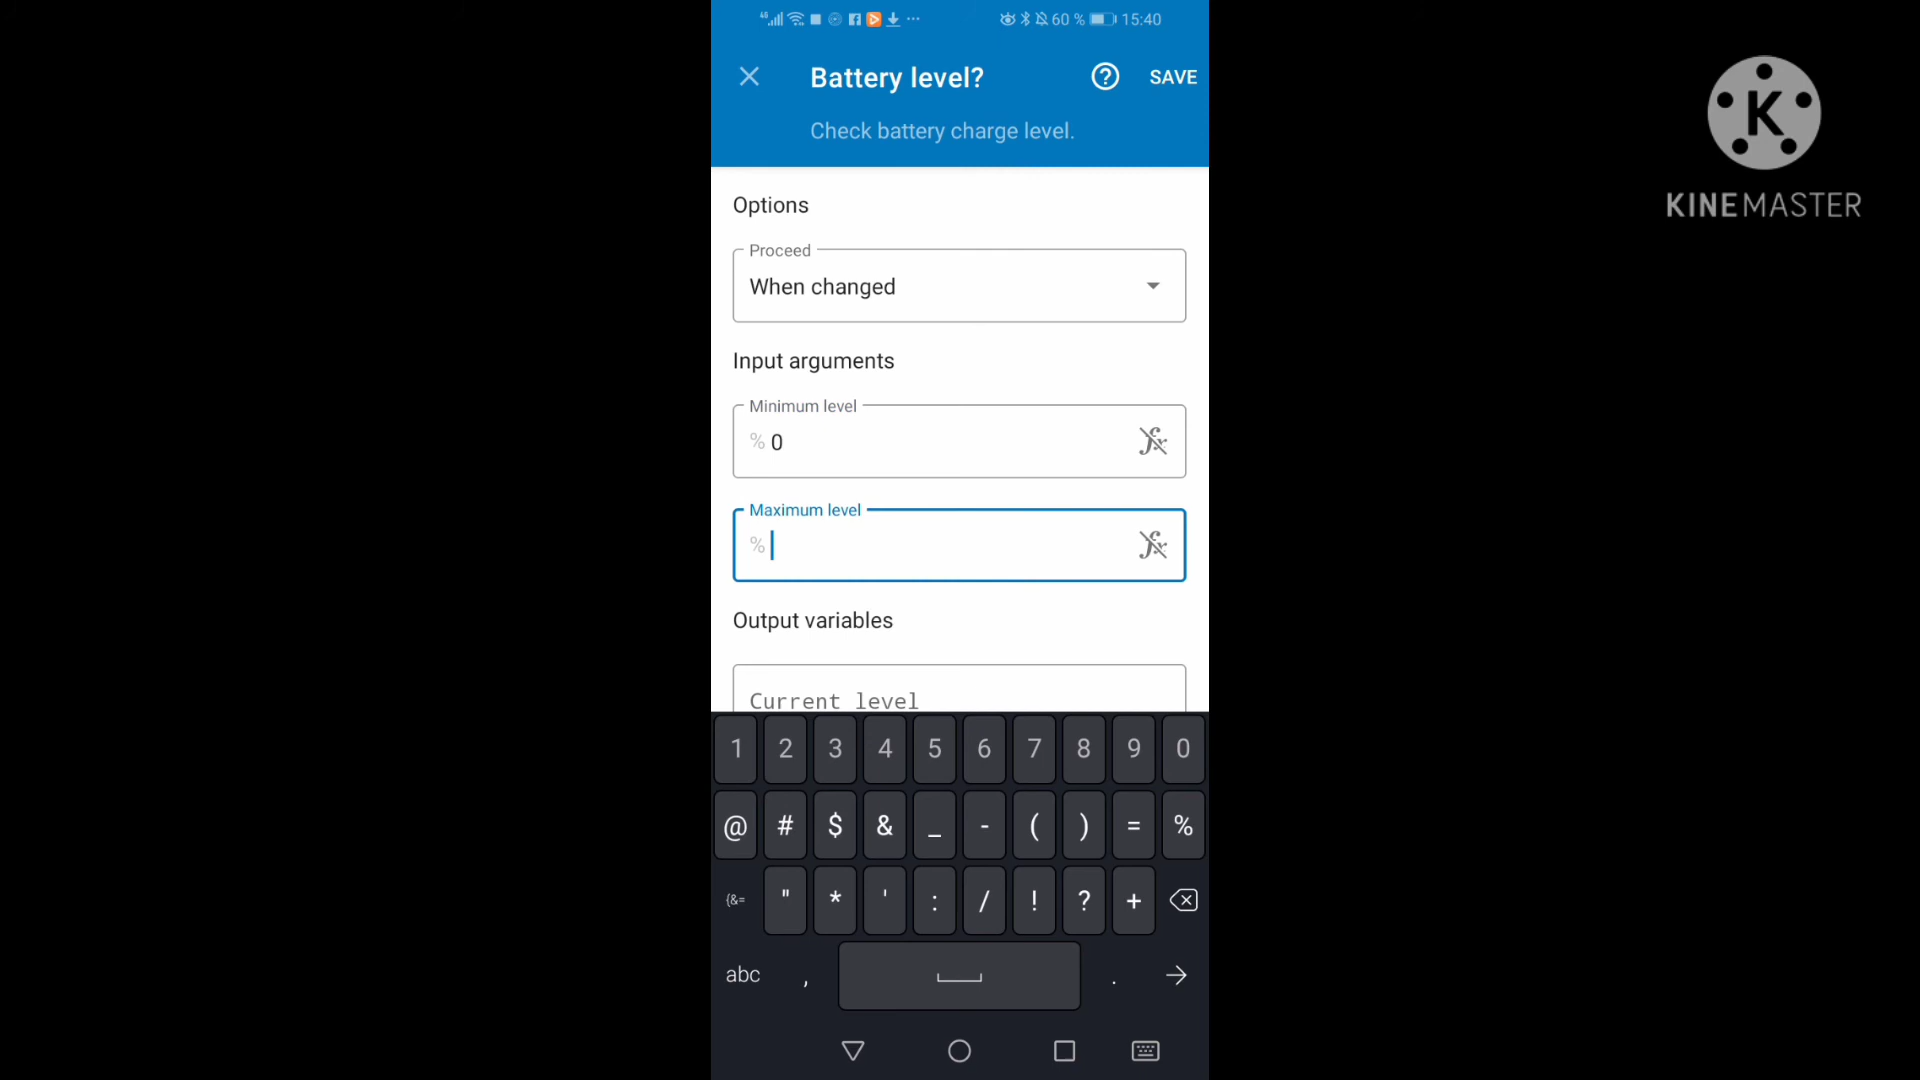 60 % 15:40
Battery level? SAVE
Check battery charge level.
K
KINEMASTER
Options
Proceed
When changed
Input arguments
Minimum level
% 0
Maximum level
%
Output variables
Current level
1 2 3 4 5 6 7 8 9 0
@ # $ & _ - ( ) = %
{&= " * ' : / ! ? +
abc , .